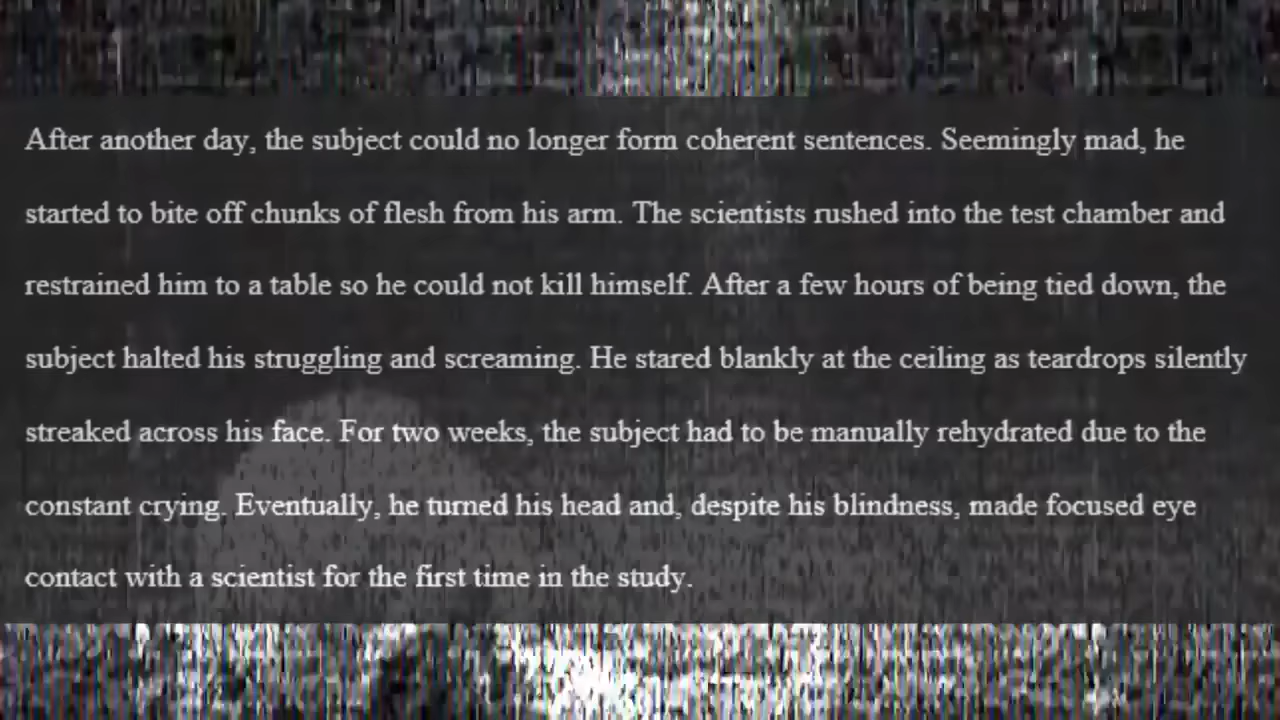 After another day, the subject could no longer form coherent sentences. Seemingly mad, he
started to bite off chunks of flesh from his arm. The scientists rushed into the test chamber and
restrained him to a table so he could not kill himself. After a few hours of being tied down, the
subject halted his struggling and screaming. He stared blankly at the ceiling as teardrops silently
streaked across his face. For two weeks, the subject had to be manually rehydrated due to the
constant crying. Eventually, he turned his head and, despite his blindness, made focused eye
contact with a scientist for the first time in the study.